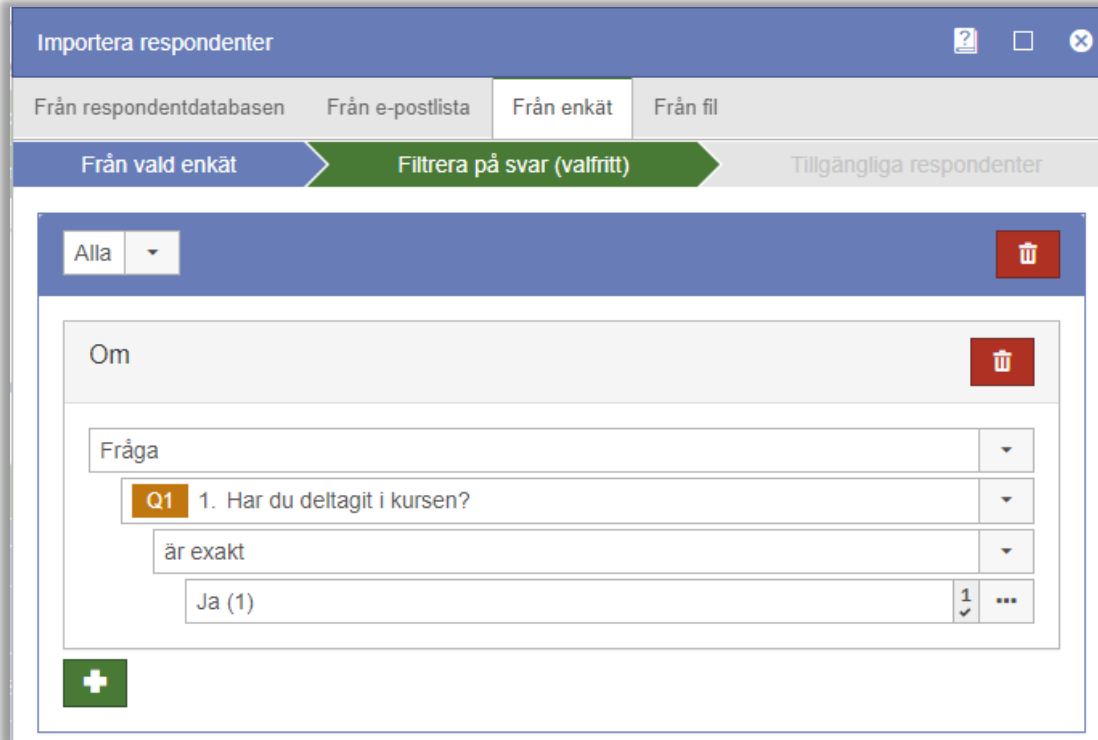 Importera respondenter
Från respondentdatabasen Från e-postlista Från enkät Från fil
Från vald enkät Filtrera på svar (valfritt) Tillgängliga respondenter
Alla
Om
Fråga
Q1 1. Har du deltagit i kursen?
är exakt
Ja (1) 1